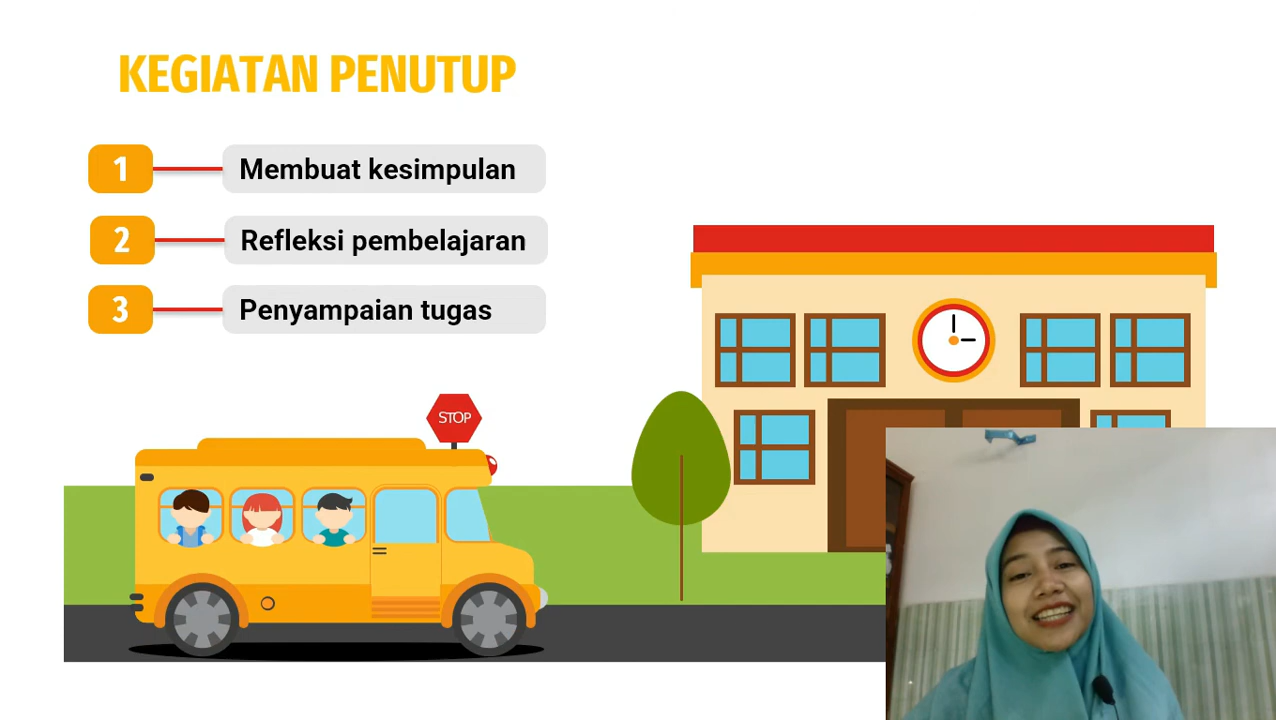 KEGIATAN PENUTUP
1 Membuat kesimpulan
2 Refleksi pembelajaran
3 Penyampaian tugas
STOP